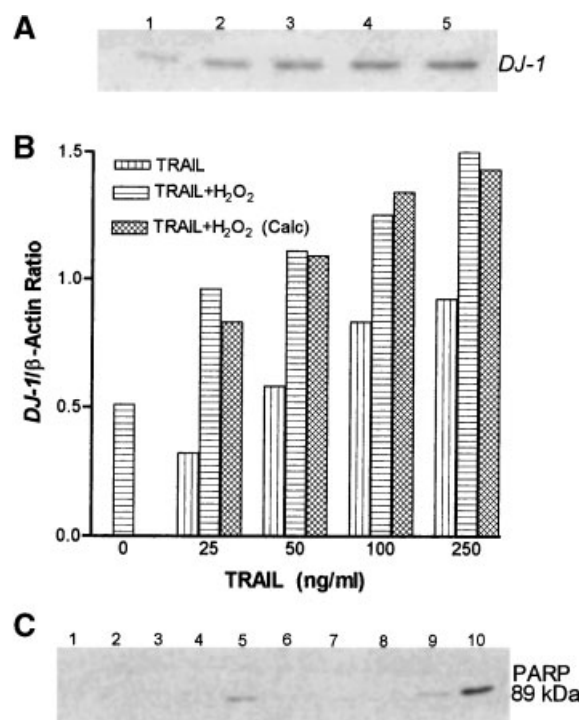 A
1 2 3 4 5
DJ-1
B
TRAIL
TRAIL+H₂O₂
TRAIL+H₂O₂ (Calc)
DJ-1/β-Actin Ratio
1.5
1.0
0.5
0.0
0 25 50 100 250
TRAIL (ng/ml)
C
1 2 3 4 5 6 7 8 9 10
PARP
89 kDa